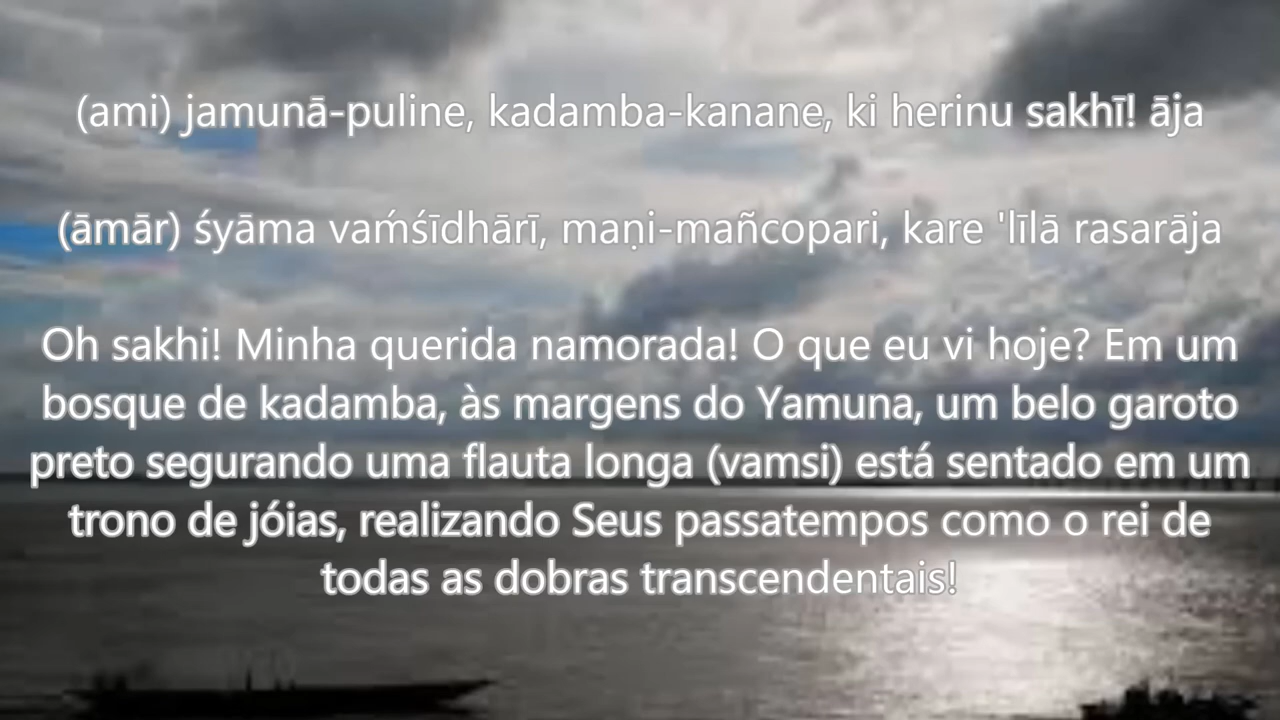 (ami) jamunā-puline, kadamba-kanane, ki herinu sakhī! āja
(āmār) śyāma vaḿśīdhārī, maṇi-mañcopari, kare 'līlā rasarāja
Oh sakhi! Minha querida namorada! O que eu vi hoje? Em um
bosque de kadamba, às margens do Yamuna, um belo garoto
preto segurando uma flauta longa (vamsi) está sentado em um
trono de jóias, realizando Seus passatempos como o rei de
todas as dobras transcendentais!